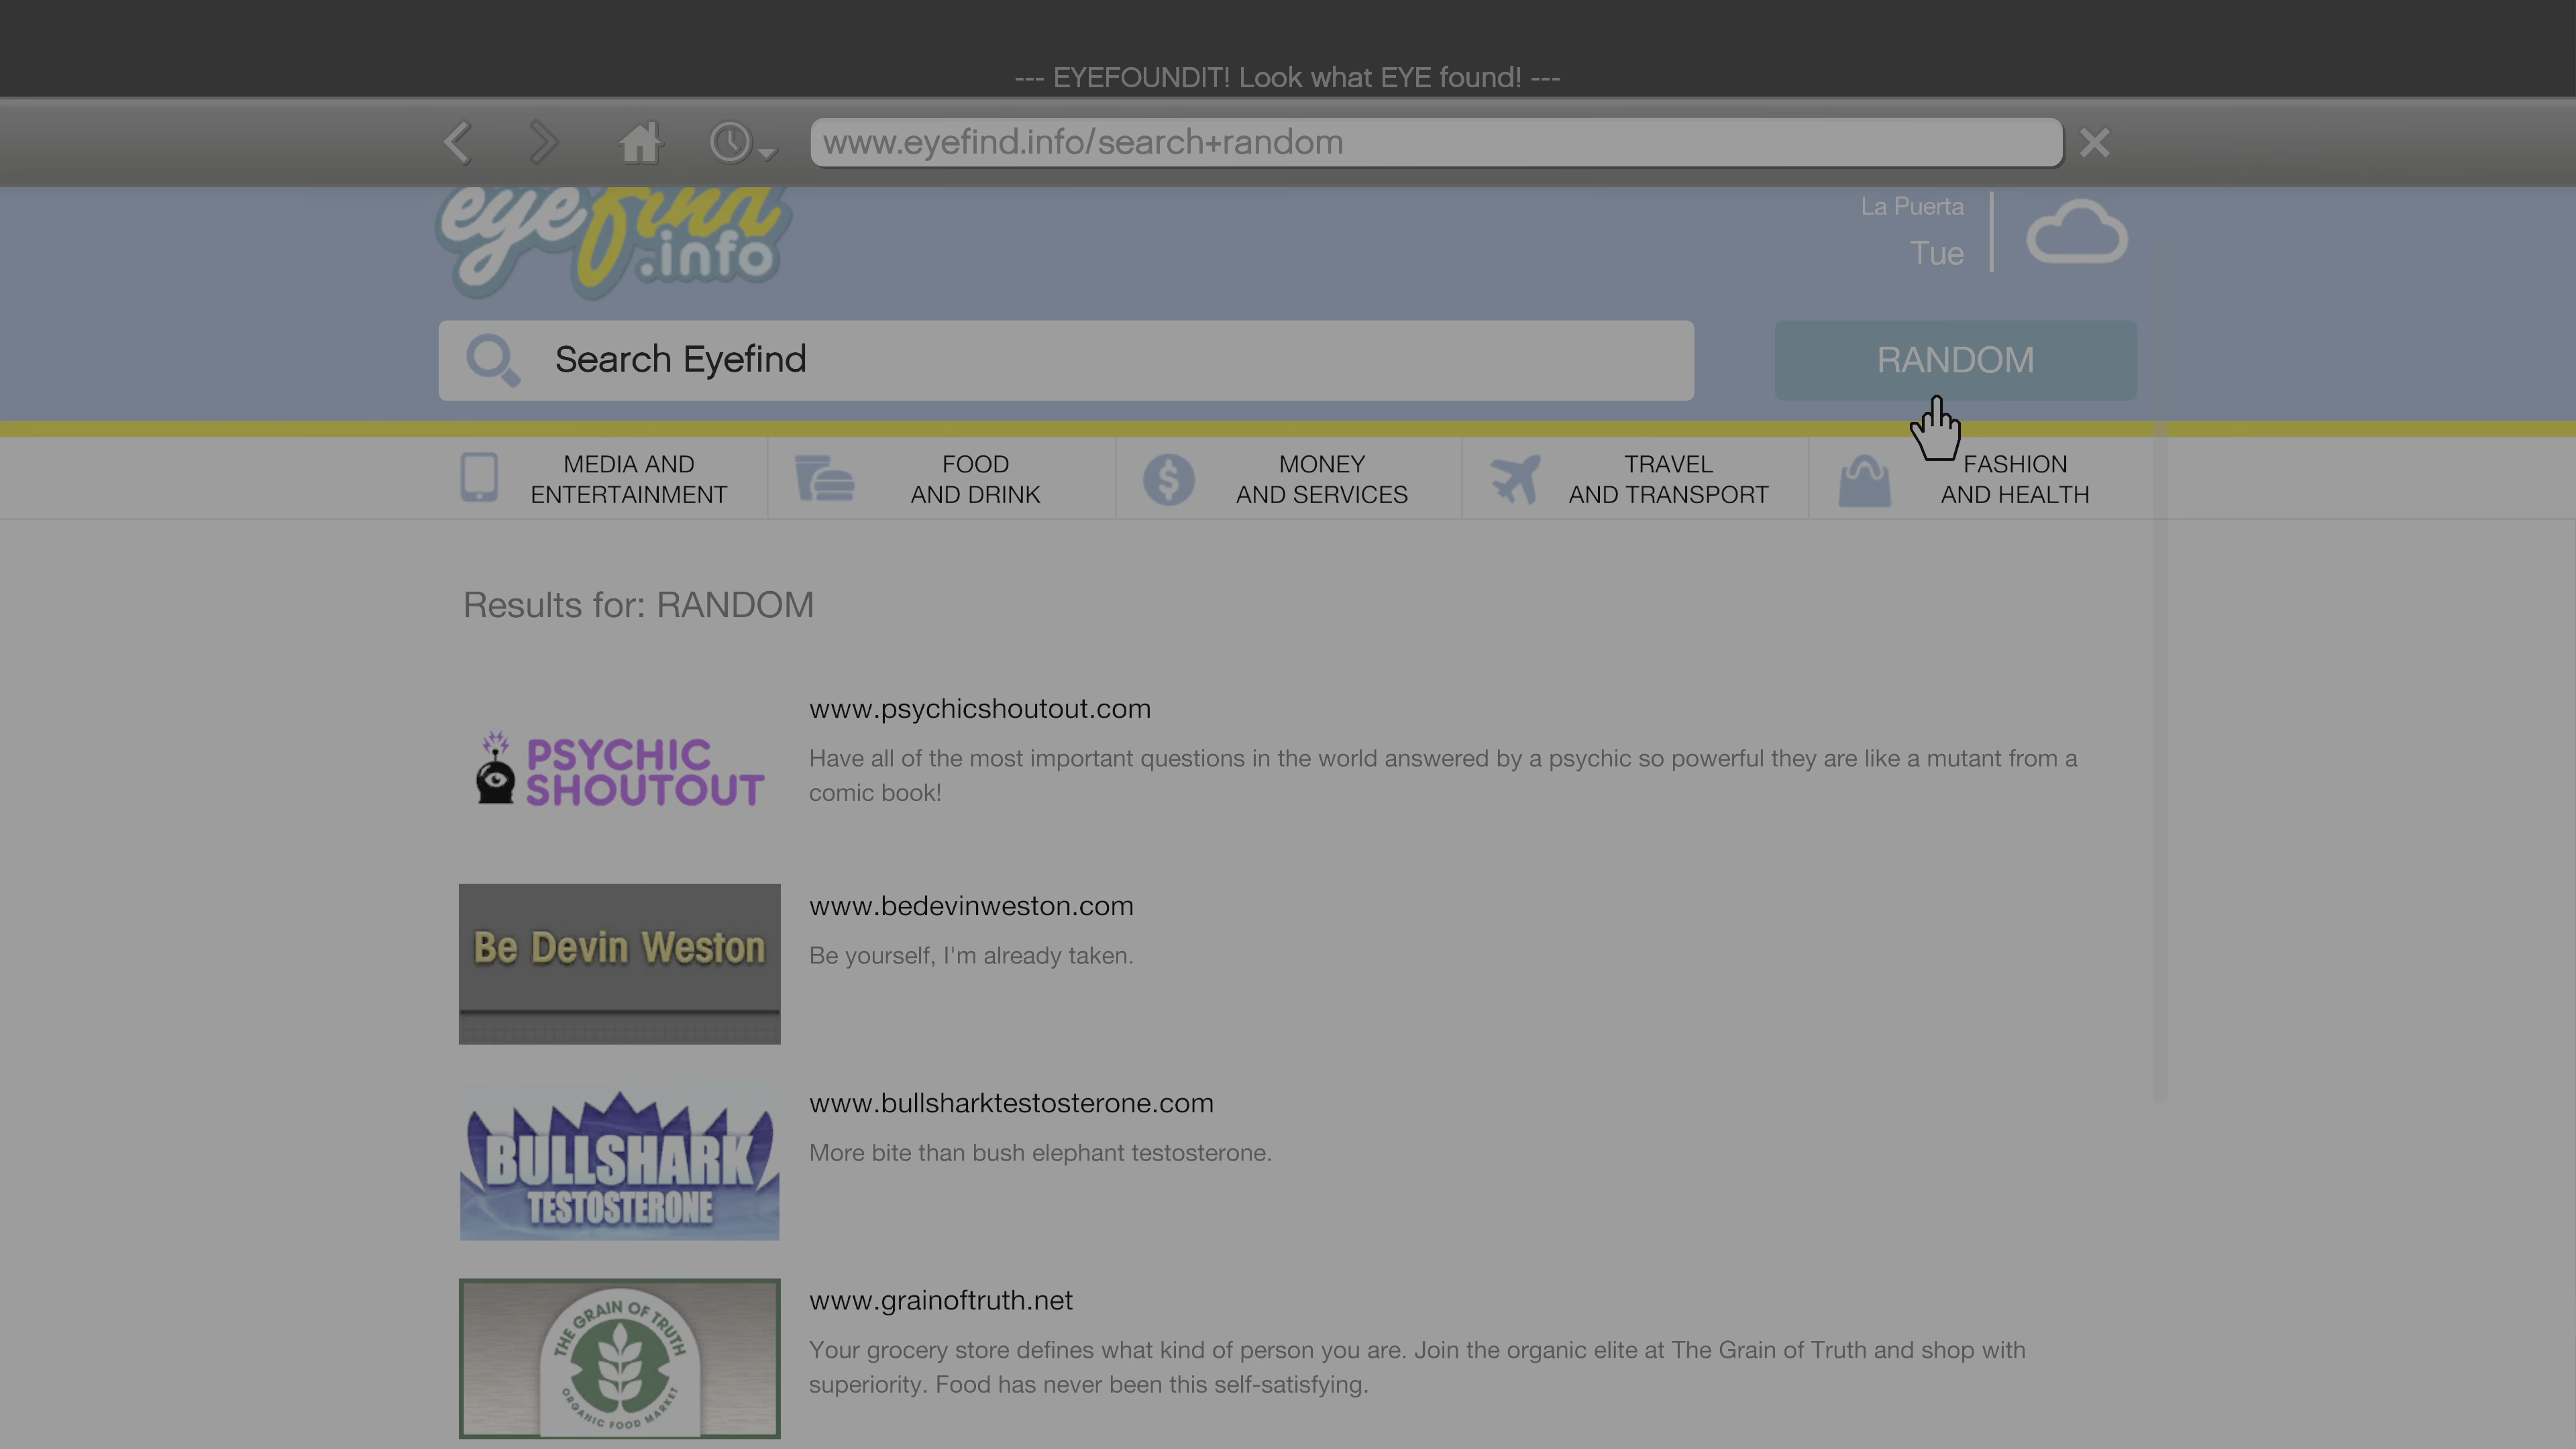 --- EYEFOUNDIT! Look what EYE found! ---
www.eyefind.info/search+random
eyefind
.info
La Puerta
Tue
Search Eyefind
RANDOM
MEDIA AND
ENTERTAINMENT
FOOD
AND DRINK
MONEY
AND SERVICES
TRAVEL
AND TRANSPORT
FASHION
AND HEALTH
Results for: RANDOM
PSYCHIC
SHOUTOUT
www.psychicshoutout.com
Have all of the most important questions in the world answered by a psychic so powerful they are like a mutant from a
comic book!
Be Devin Weston
www.bedevinweston.com
Be yourself, I'm already taken.
BULLSHARK
TESTOSTERONE
www.bullsharktestosterone.com
More bite than bush elephant testosterone.
THE GRAIN OF TRUTH
ORGANIC FOOD MARKET
www.grainoftruth.net
Your grocery store defines what kind of person you are. Join the organic elite at The Grain of Truth and shop with
superiority. Food has never been this self-satisfying.